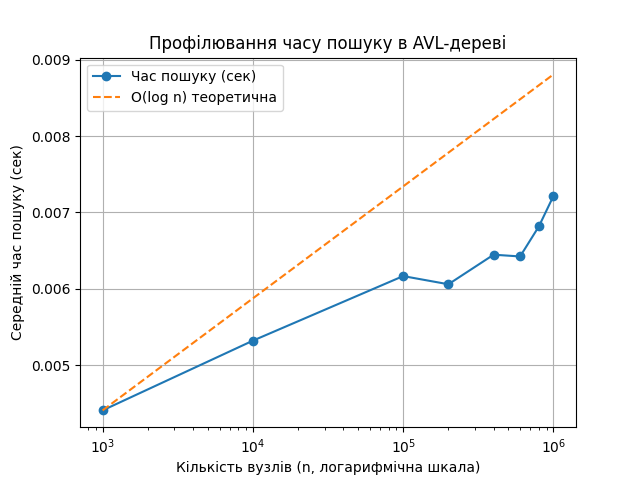 Профілювання часу пошуку в AVL-дереві
Час пошуку (сек)
O(log n) теоретична
Середній час пошуку (сек)
0.009
0.008
0.007
0.006
0.005
10³ 10⁴ 10⁵ 10⁶
Кількість вузлів (n, логарифмічна шкала)